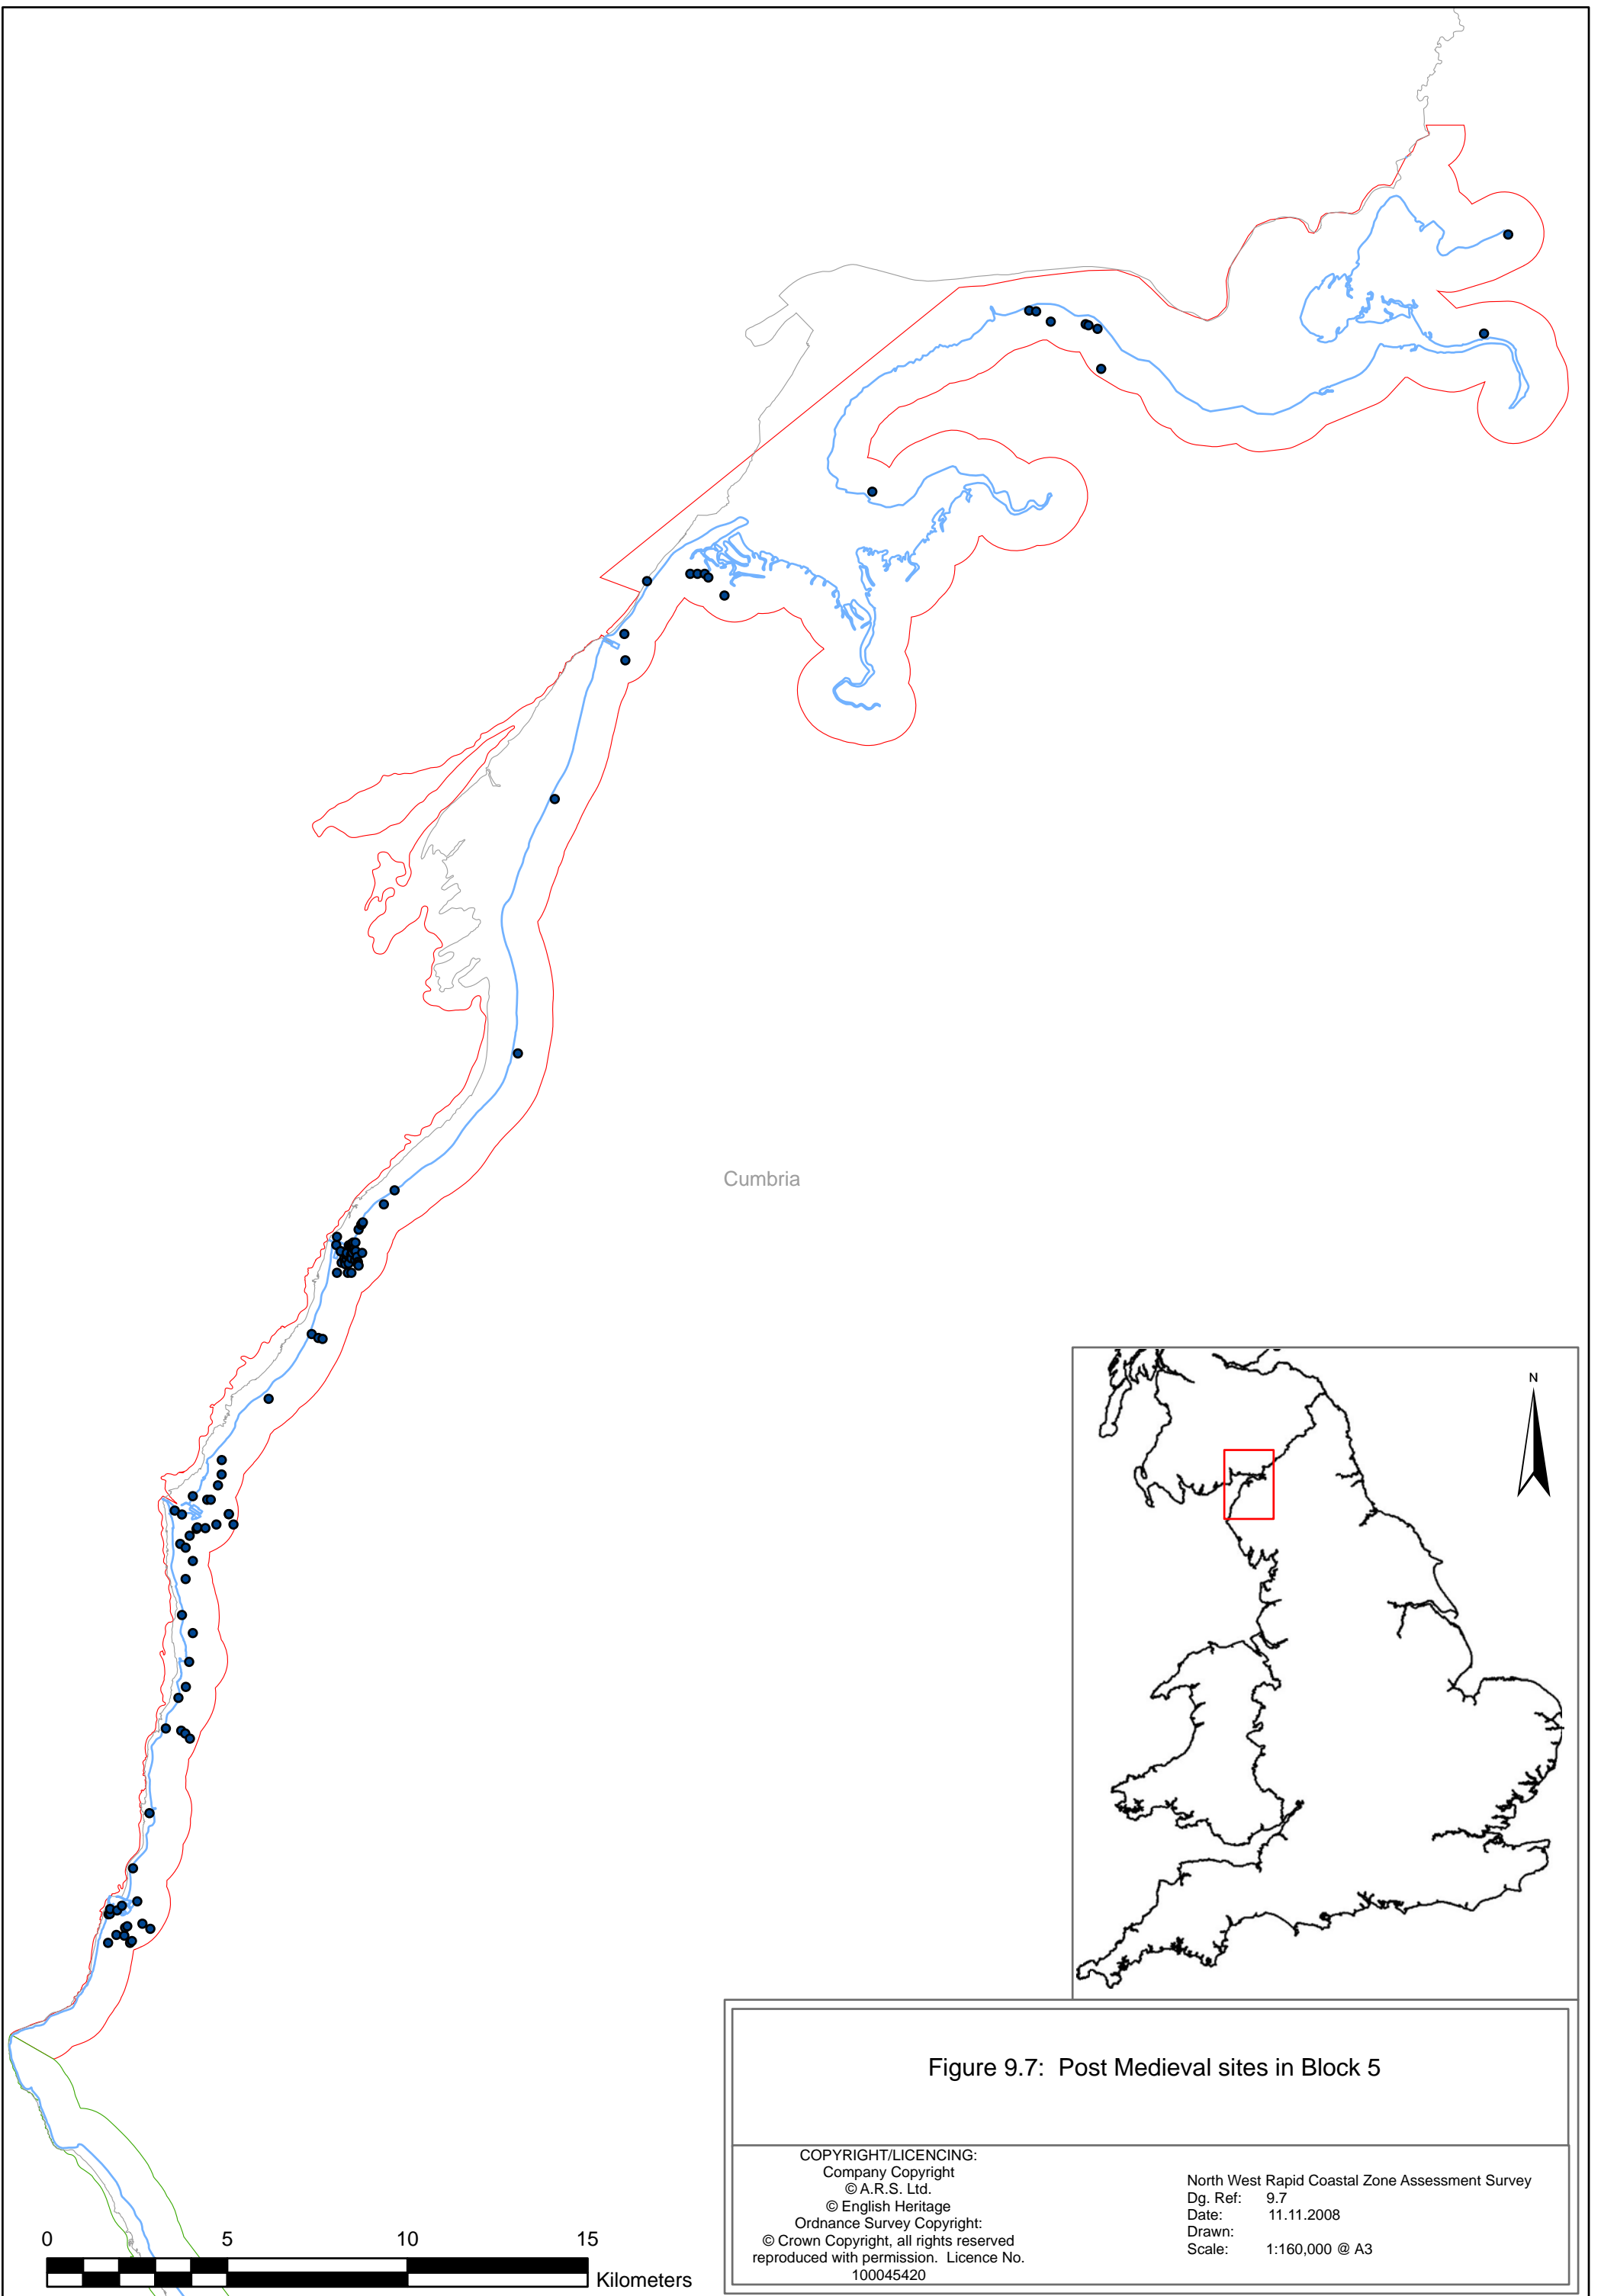 Cumbria
N
Figure 9.7: Post Medieval sites in Block 5
COPYRIGHT/LICENCING:
Company Copyright
© A.R.S. Ltd.
© English Heritage
Ordnance Survey Copyright:
© Crown Copyright, all rights reserved
reproduced with permission. Licence No.
100045420
North West Rapid Coastal Zone Assessment Survey
Dg. Ref: 9.7
Date: 11.11.2008
Drawn:
Scale: 1:160,000 @ A3
0 5 10 15
Kilometers